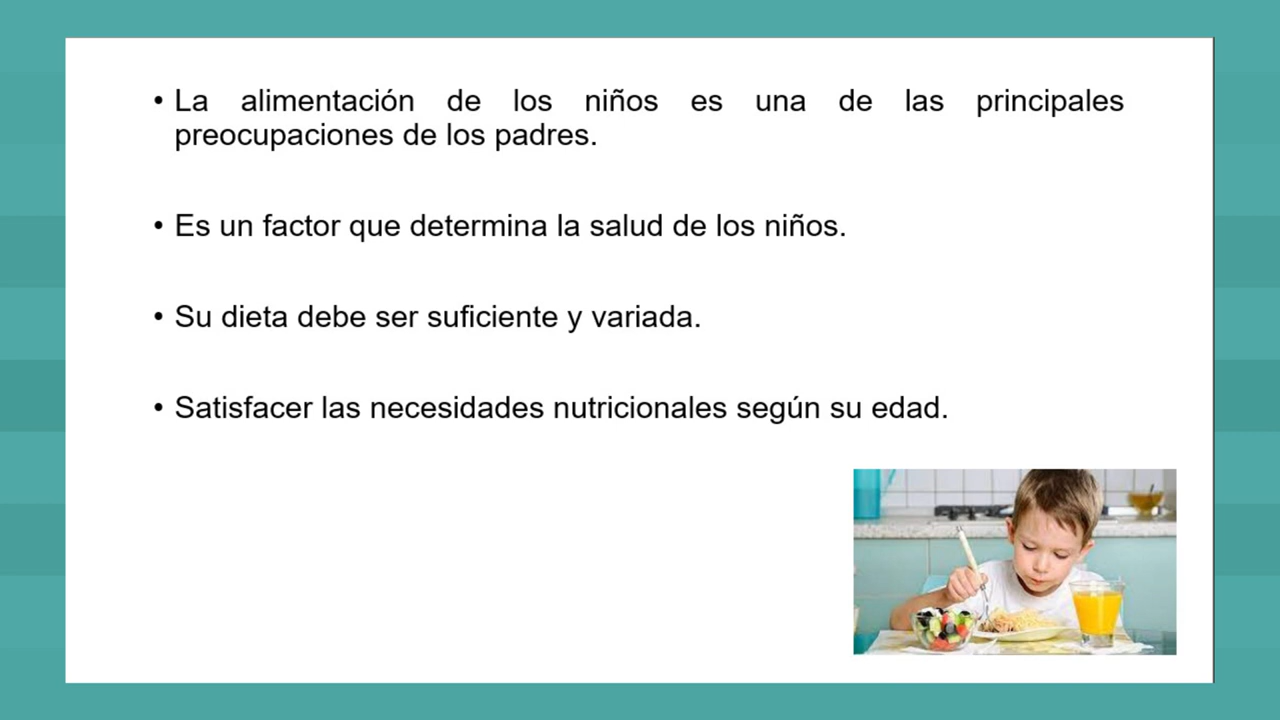 • La alimentación de los niños es una de las principales
preocupaciones de los padres.
• Es un factor que determina la salud de los niños.
• Su dieta debe ser suficiente y variada.
• Satisfacer las necesidades nutricionales según su edad.